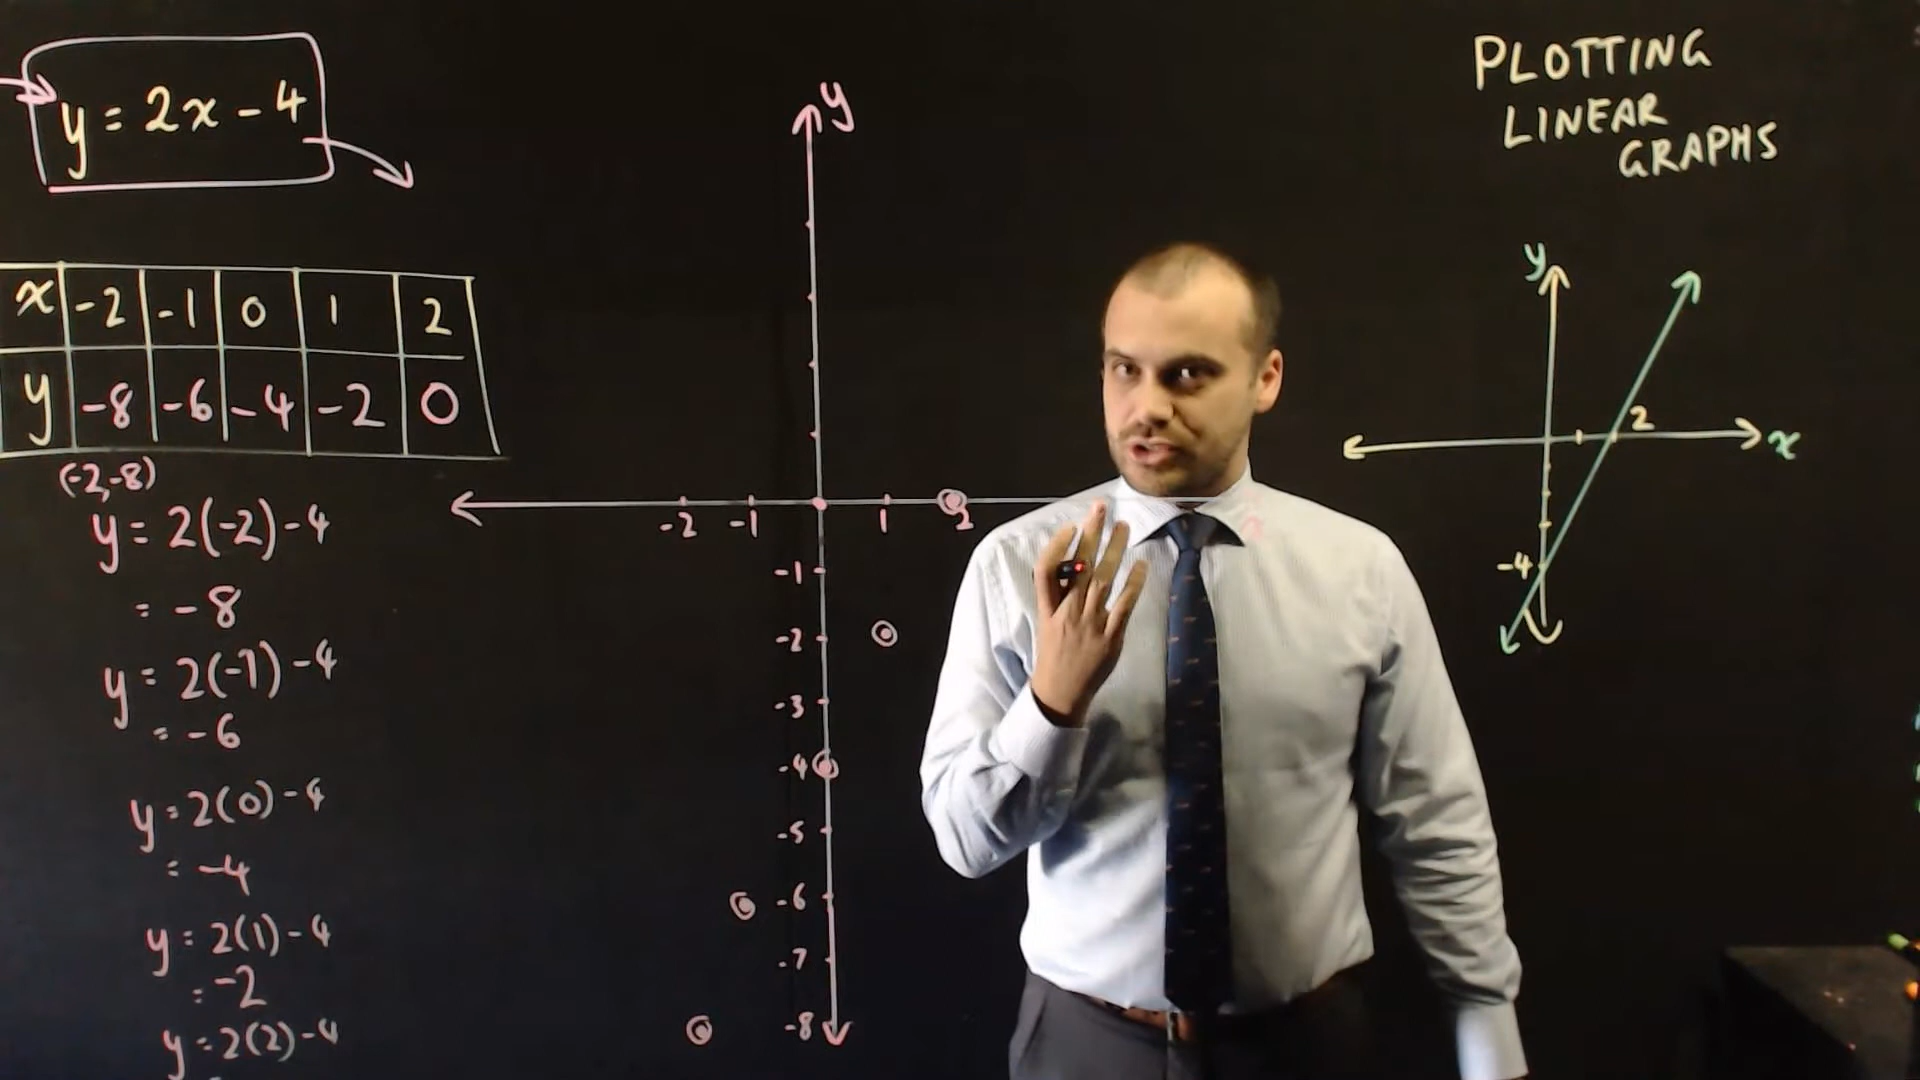 y = 2x - 4
x -2 -1 0 1 2
y -8 -6 -4 -2 0
(-2,-8)
y = 2(-2)-4
= -8
y = 2(-1)-4
= -6
y = 2(0)-4
= -4
y = 2(1)-4
= -2
y = 2(2)-4
y
-2 -1 1 2
-1
-2
-3
-4
-5
-6
-7
-8
PLOTTING
LINEAR
GRAPHS
y
2
x
-4